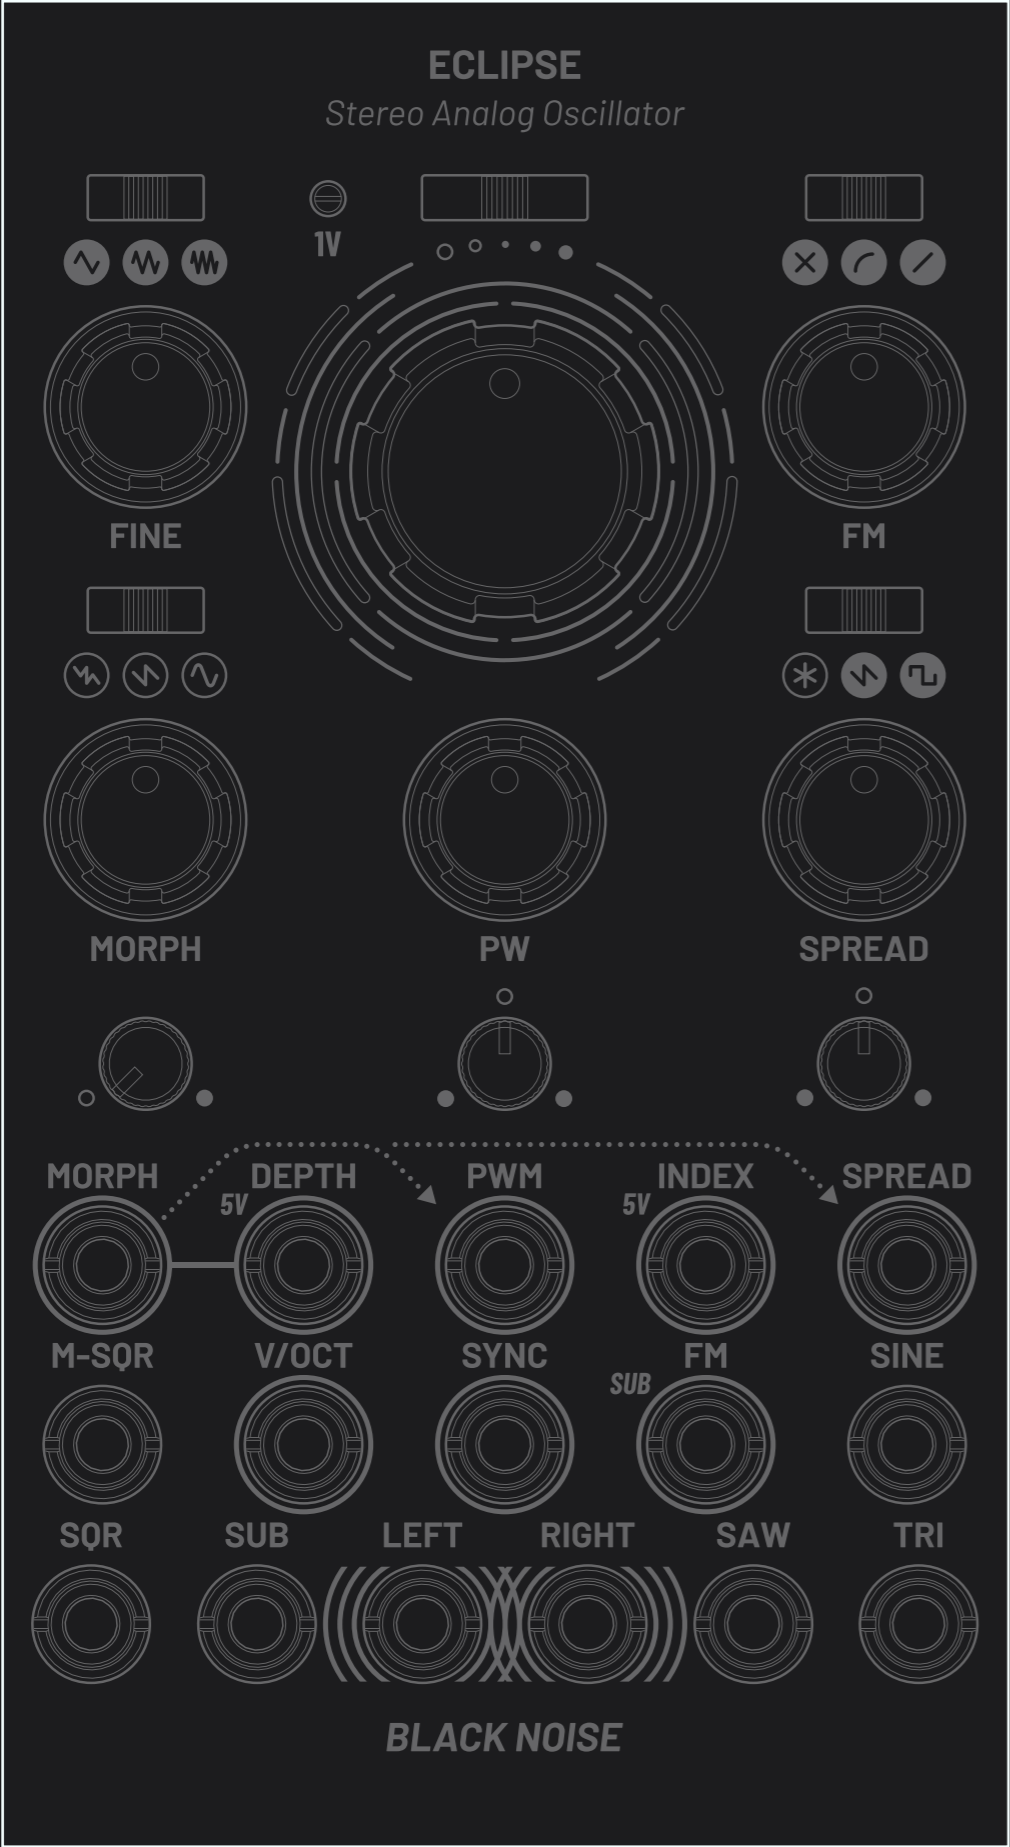 ECLIPSE
Stereo Analog Oscillator
1V
FINE
FM
MORPH
PW
SPREAD
MORPH
DEPTH
PWM
INDEX
SPREAD
5V
5V
M-SQR
V/OCT
SYNC
FM
SINE
SUB
SQR
SUB
LEFT
RIGHT
SAW
TRI
BLACK NOISE